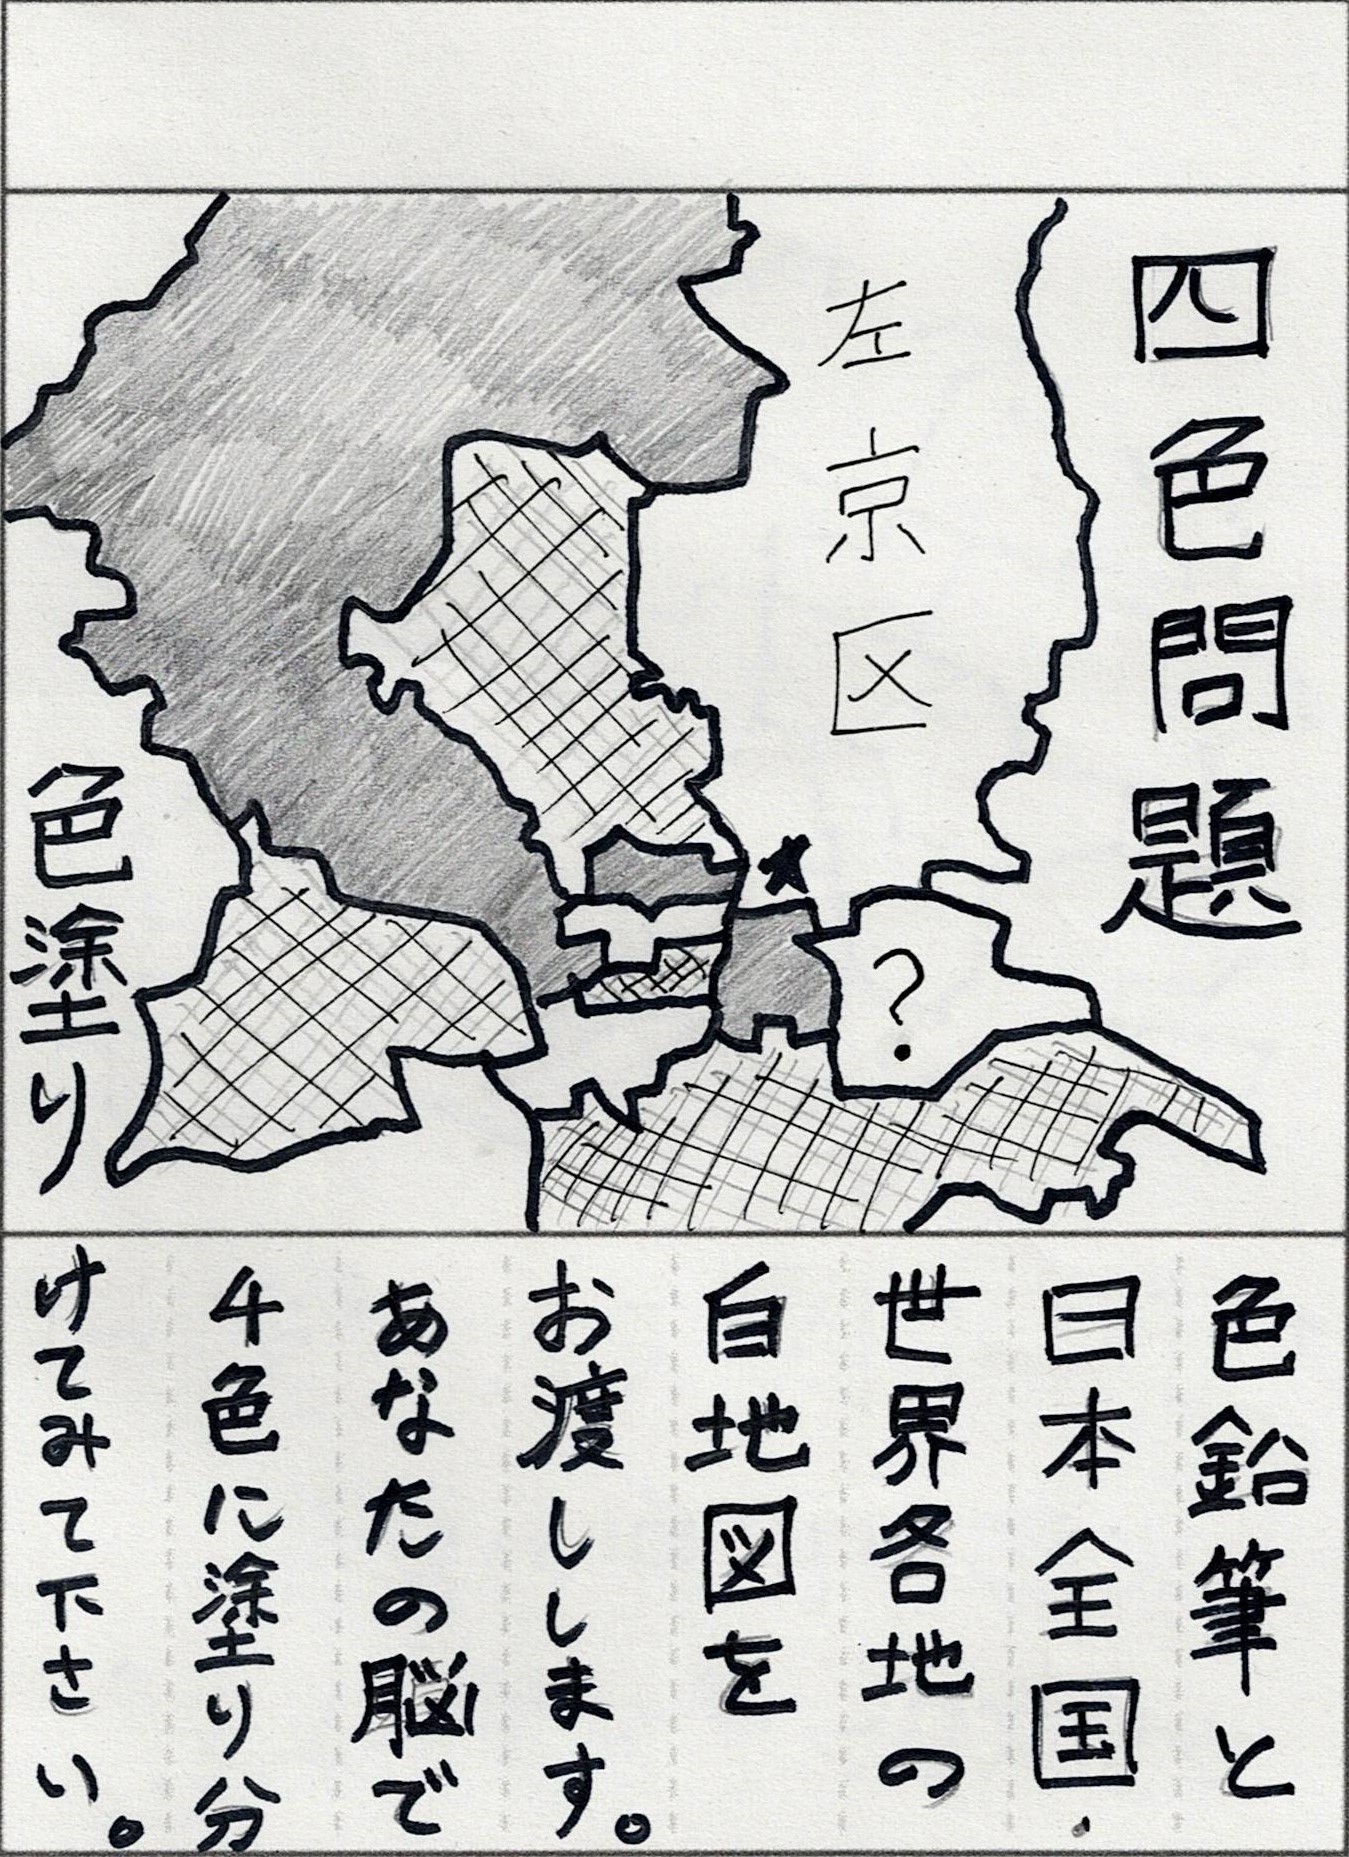 四色問題
左京区
?
色塗り
色鉛筆と
日本全国・
世界各地の
白地図を
お渡しします。
あなたの脳で
4色に塗り分
けてみて下さい。